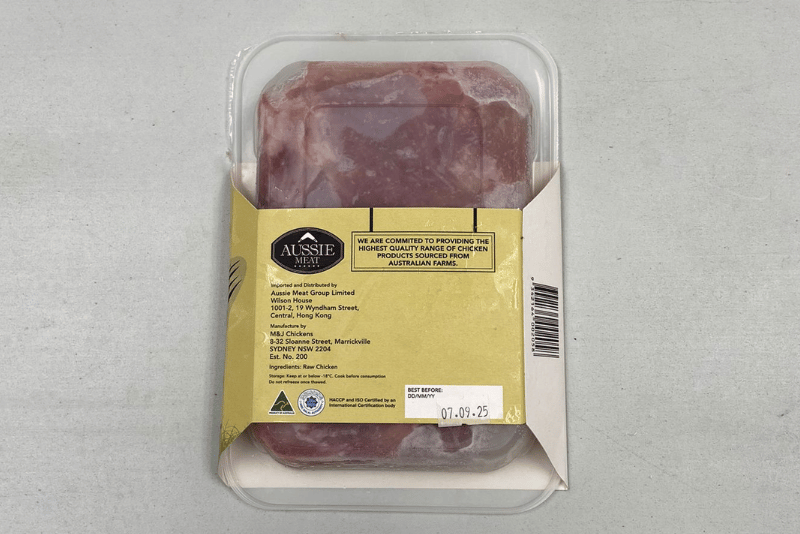 AUSSIE
MEAT
WE ARE COMMITED TO PROVIDING THE
HIGHEST QUALITY RANGE OF CHICKEN
PRODUCTS SOURCED FROM
AUSTRALIAN FARMS.
Imported and Distributed by
Aussie Meat Group Limited
Wilson House
1001-2, 19 Wyndham Street,
Central, Hong Kong
Manufacture by
M&J Chickens
8-32 Sloanne Street, Marrickville
SYDNEY NSW 2204
Est. No. 200
Ingredients: Raw Chicken
Storage: Keep at or below -18°C. Cook before consumption
Do not refreeze once thawed.
HACCP and ISO Certified by an
International Certification body
BEST BEFORE:
DD/MM/YY
07.09.25